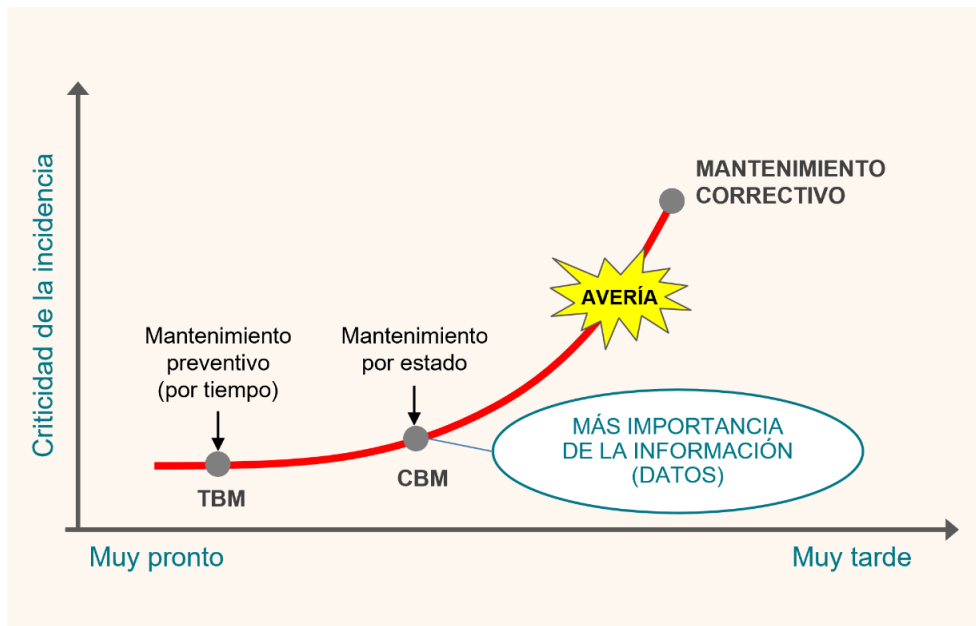 Criticidad de la incidencia
MANTENIMIENTO
CORRECTIVO
AVERÍA
Mantenimiento
preventivo
(por tiempo)
Mantenimiento
por estado
MÁS IMPORTANCIA
DE LA INFORMACIÓN
(DATOS)
TBM
CBM
Muy pronto
Muy tarde